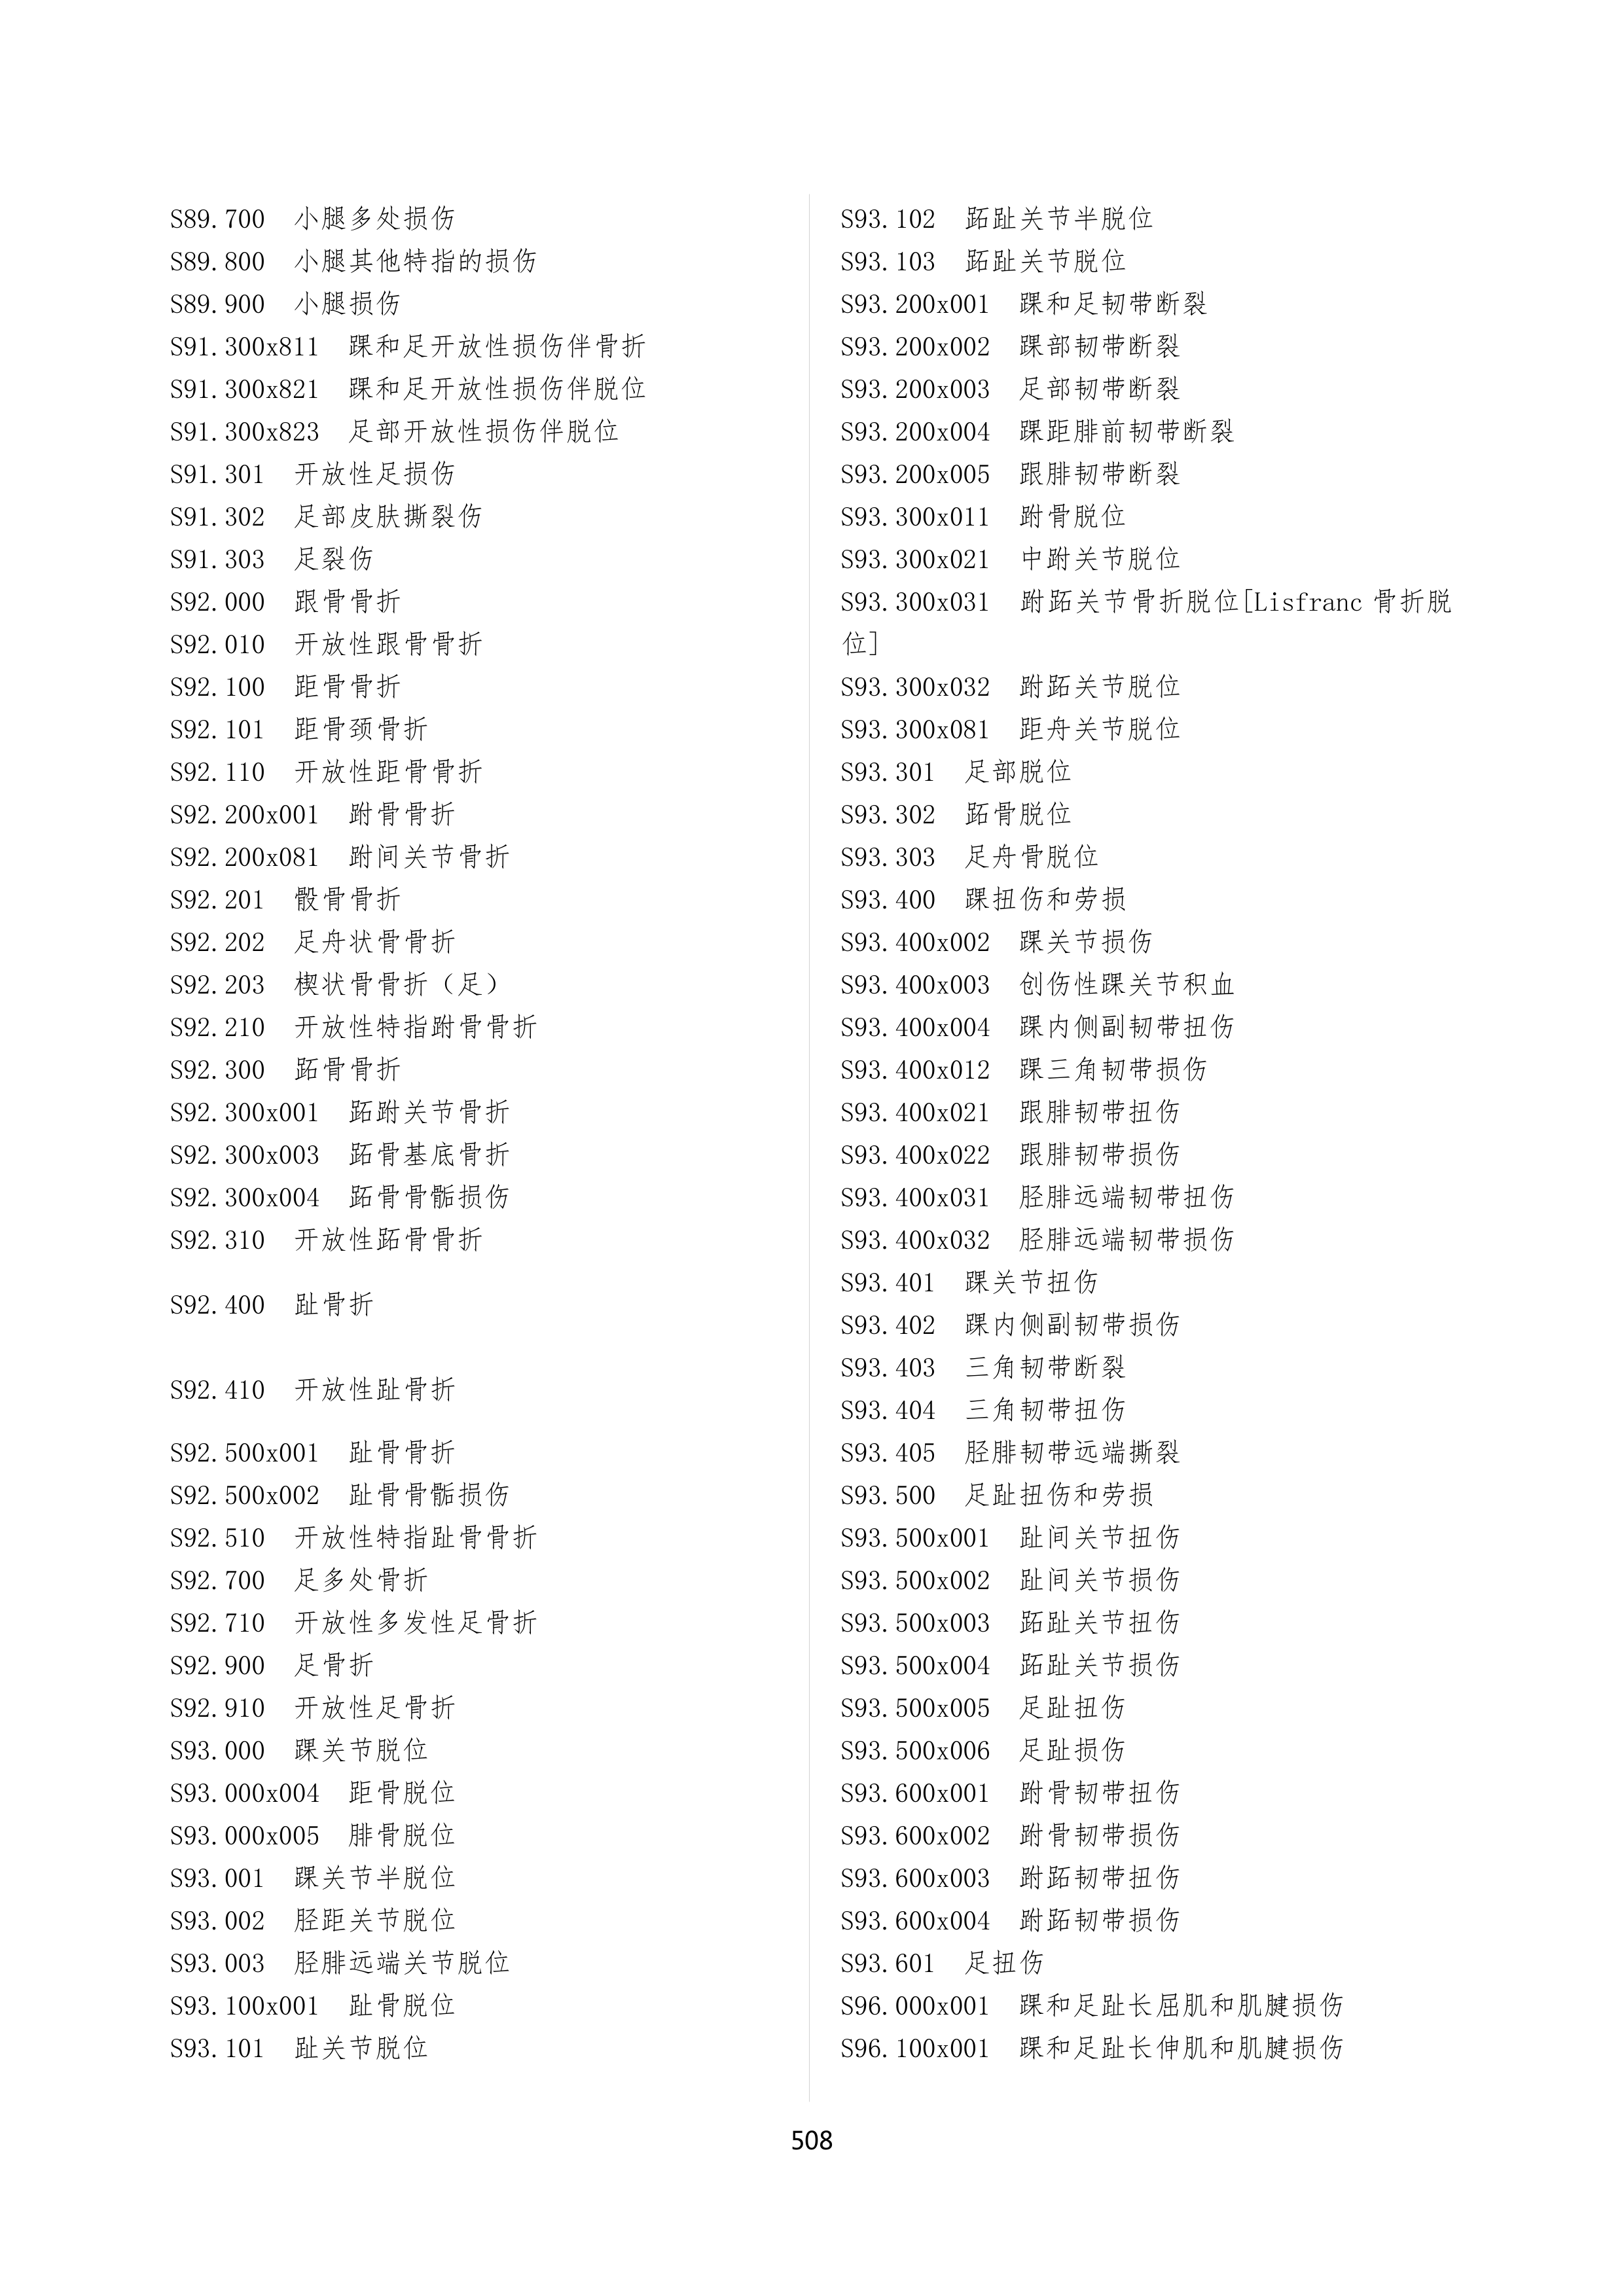 S89.700 小腿多处损伤
S89.800 小腿其他特指的损伤
S89.900 小腿损伤
S91.300x811 踝和足开放性损伤伴骨折
S91.300x821 踝和足开放性损伤伴脱位
S91.300x823 足部开放性损伤伴脱位
S91.301 开放性足损伤
S91.302 足部皮肤撕裂伤
S91.303 足裂伤
S92.000 跟骨骨折
S92.010 开放性跟骨骨折
S92.100 距骨骨折
S92.101 距骨颈骨折
S92.110 开放性距骨骨折
S92.200x001 跗骨骨折
S92.200x081 跗间关节骨折
S92.201 骰骨骨折
S92.202 足舟状骨骨折
S92.203 楔状骨骨折（足）
S92.210 开放性特指跗骨骨折
S92.300 跖骨骨折
S92.300x001 跖跗关节骨折
S92.300x003 跖骨基底骨折
S92.300x004 跖骨骨骺损伤
S92.310 开放性跖骨骨折
S92.400 趾骨折
S92.410 开放性趾骨折
S92.500x001 趾骨骨折
S92.500x002 趾骨骨骺损伤
S92.510 开放性特指趾骨骨折
S92.700 足多处骨折
S92.710 开放性多发性足骨折
S92.900 足骨折
S92.910 开放性足骨折
S93.000 踝关节脱位
S93.000x004 距骨脱位
S93.000x005 腓骨脱位
S93.001 踝关节半脱位
S93.002 胫距关节脱位
S93.003 胫腓远端关节脱位
S93.100x001 趾骨脱位
S93.101 趾关节脱位
S93.102 跖趾关节半脱位
S93.103 跖趾关节脱位
S93.200x001 踝和足韧带断裂
S93.200x002 踝部韧带断裂
S93.200x003 足部韧带断裂
S93.200x004 踝距腓前韧带断裂
S93.200x005 跟腓韧带断裂
S93.300x011 跗骨脱位
S93.300x021 中跗关节脱位
S93.300x031 跗跖关节骨折脱位[Lisfranc 骨折脱
位]
S93.300x032 跗跖关节脱位
S93.300x081 距舟关节脱位
S93.301 足部脱位
S93.302 跖骨脱位
S93.303 足舟骨脱位
S93.400 踝扭伤和劳损
S93.400x002 踝关节损伤
S93.400x003 创伤性踝关节积血
S93.400x004 踝内侧副韧带扭伤
S93.400x012 踝三角韧带损伤
S93.400x021 跟腓韧带扭伤
S93.400x022 跟腓韧带损伤
S93.400x031 胫腓远端韧带扭伤
S93.400x032 胫腓远端韧带损伤
S93.401 踝关节扭伤
S93.402 踝内侧副韧带损伤
S93.403 三角韧带断裂
S93.404 三角韧带扭伤
S93.405 胫腓韧带远端撕裂
S93.500 足趾扭伤和劳损
S93.500x001 趾间关节扭伤
S93.500x002 趾间关节损伤
S93.500x003 跖趾关节扭伤
S93.500x004 跖趾关节损伤
S93.500x005 足趾扭伤
S93.500x006 足趾损伤
S93.600x001 跗骨韧带扭伤
S93.600x002 跗骨韧带损伤
S93.600x003 跗跖韧带扭伤
S93.600x004 跗跖韧带损伤
S93.601 足扭伤
S96.000x001 踝和足趾长屈肌和肌腱损伤
S96.100x001 踝和足趾长伸肌和肌腱损伤
508